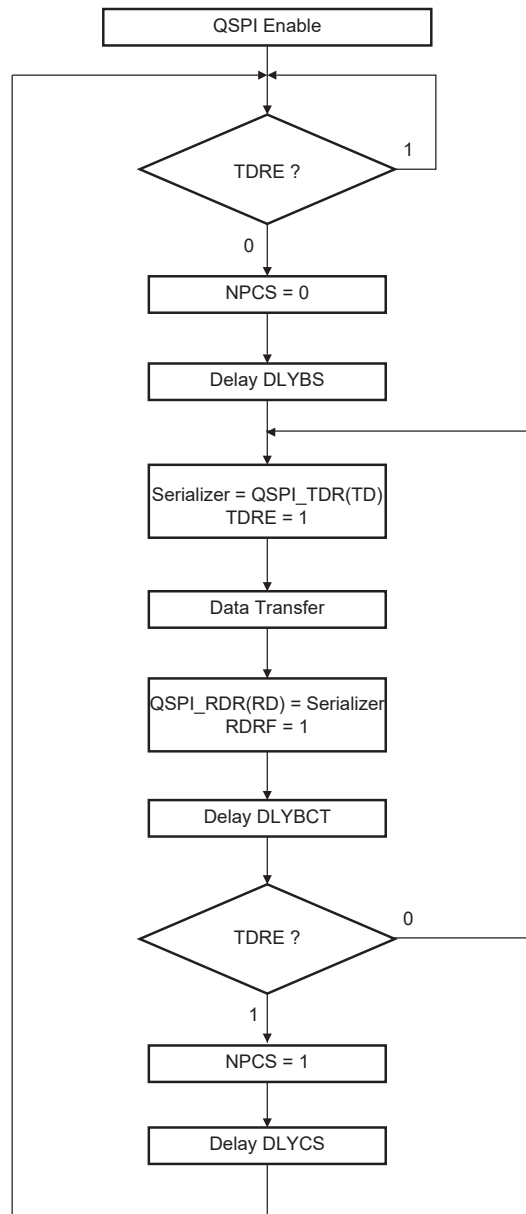 QSPI Enable
TDRE ?
1
0
NPCS = 0
Delay DLYBS
Serializer = QSPI_TDR(TD)
TDRE = 1
Data Transfer
QSPI_RDR(RD) = Serializer
RDRF = 1
Delay DLYBCT
TDRE ?
0
1
NPCS = 1
Delay DLYCS